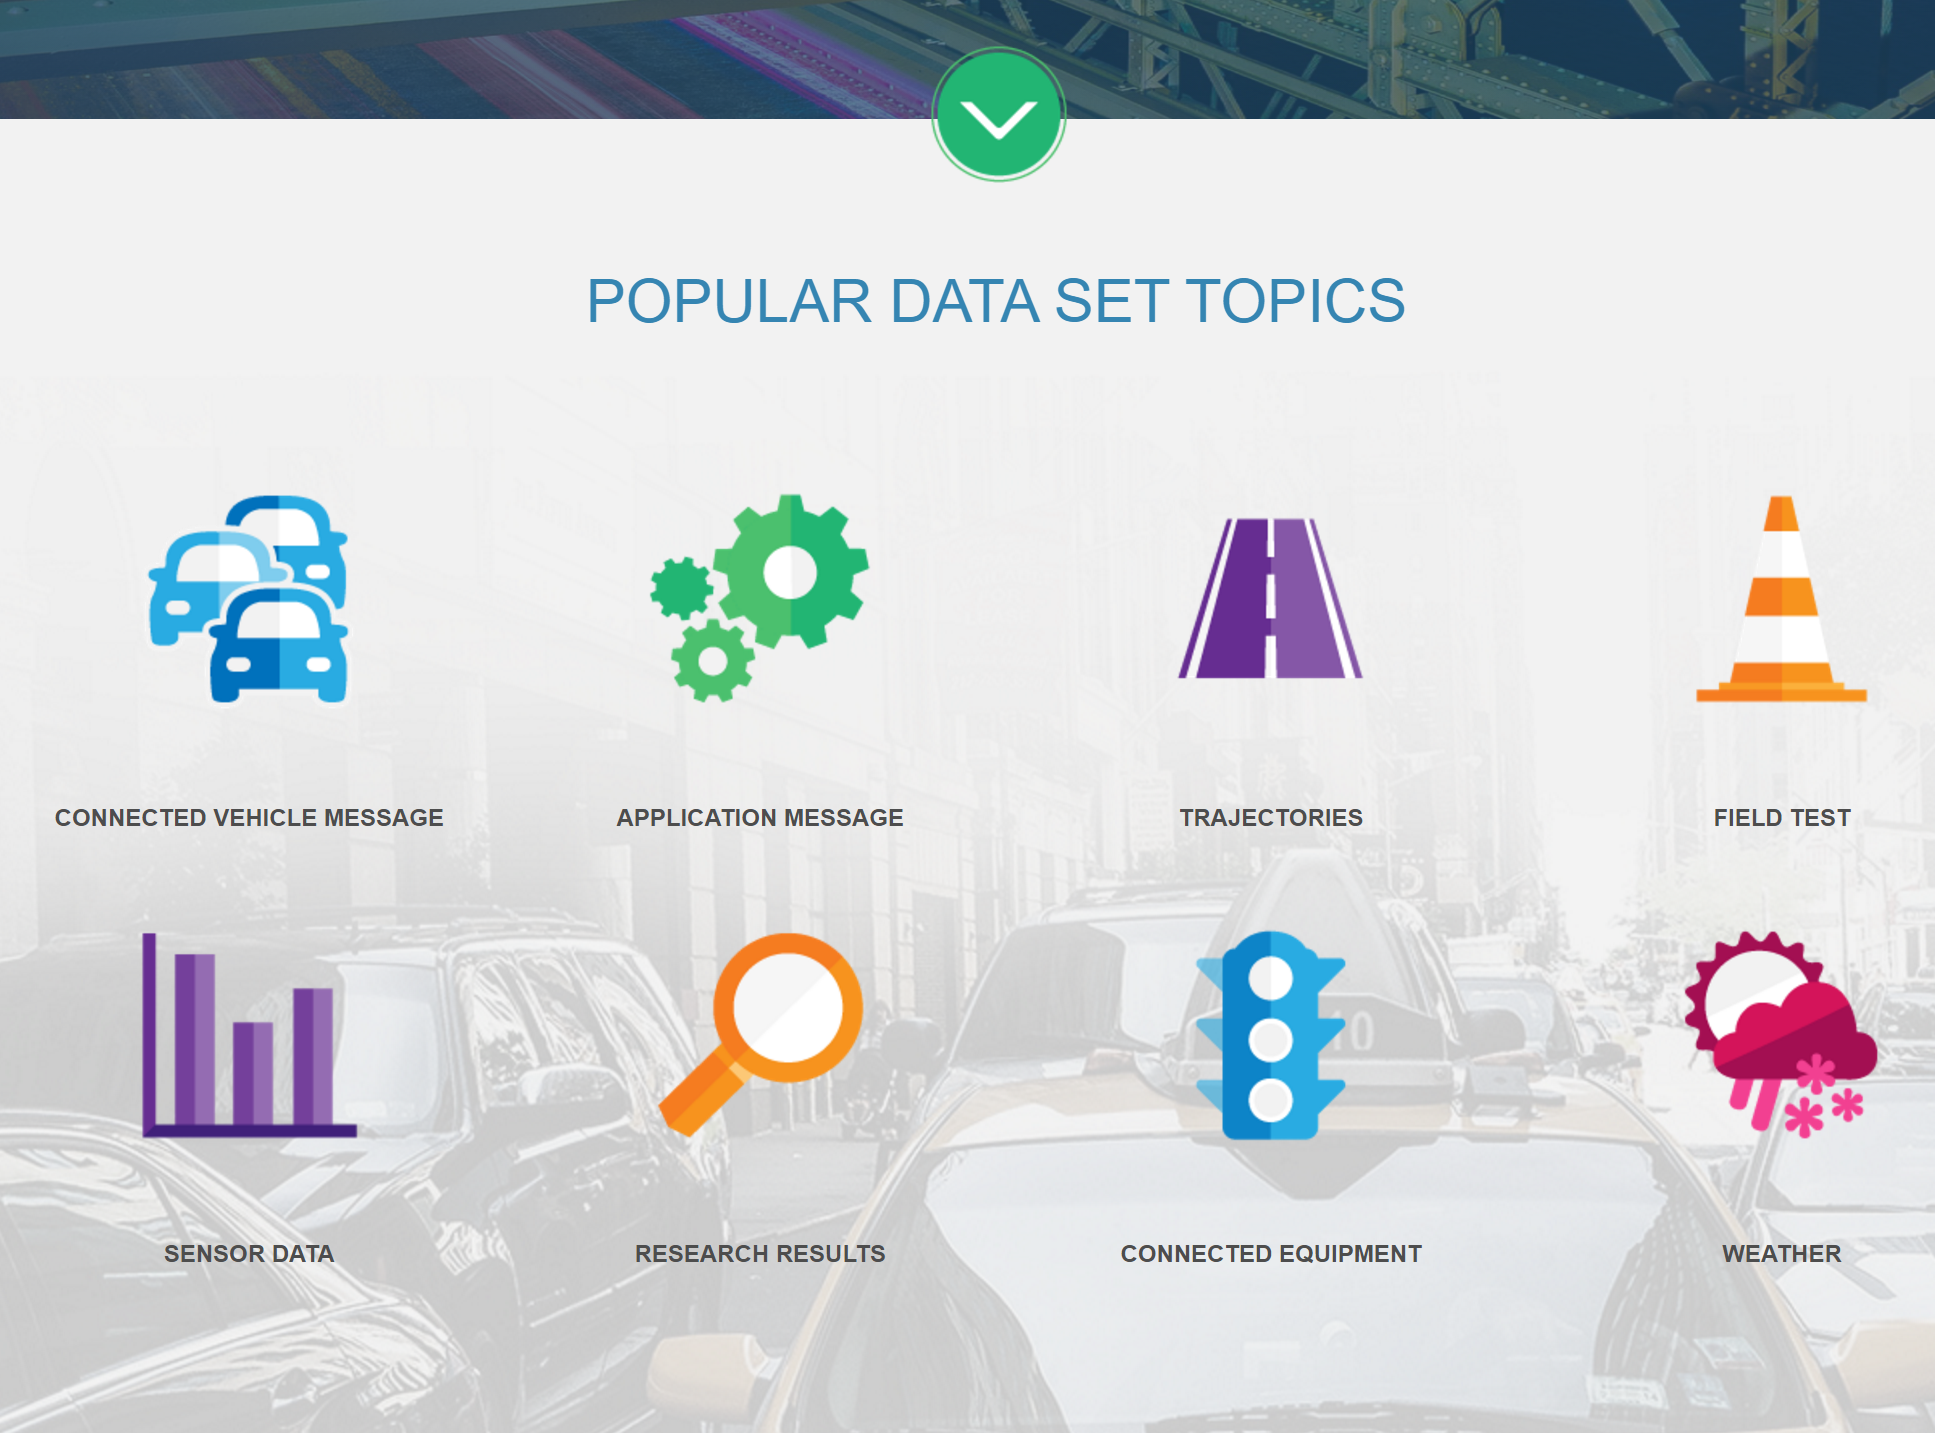 POPULAR DATA SET TOPICS
CONNECTED VEHICLE MESSAGE
APPLICATION MESSAGE
TRAJECTORIES
FIELD TEST
10
SENSOR DATA
RESEARCH RESULTS
CONNECTED EQUIPMENT
WEATHER